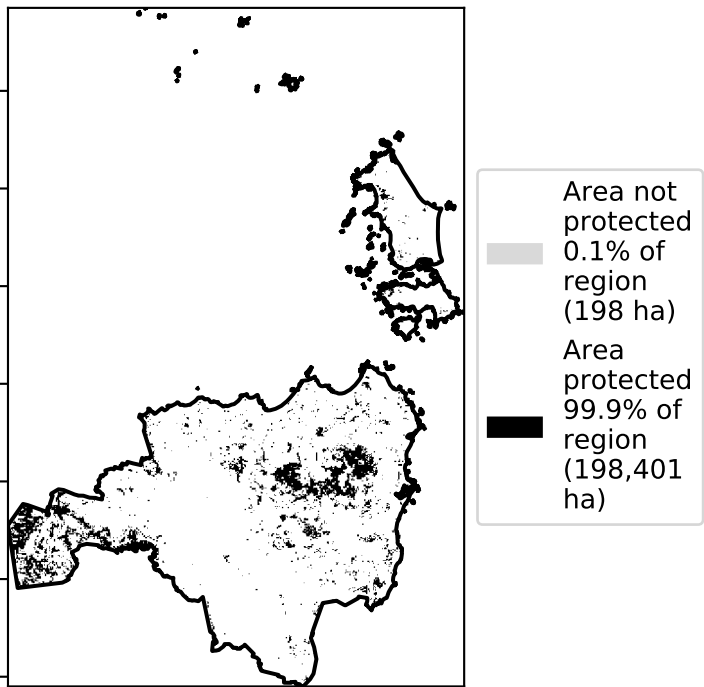 Area not
protected
0.1% of
region
(198 ha)
Area
protected
99.9% of
region
(198,401
ha)